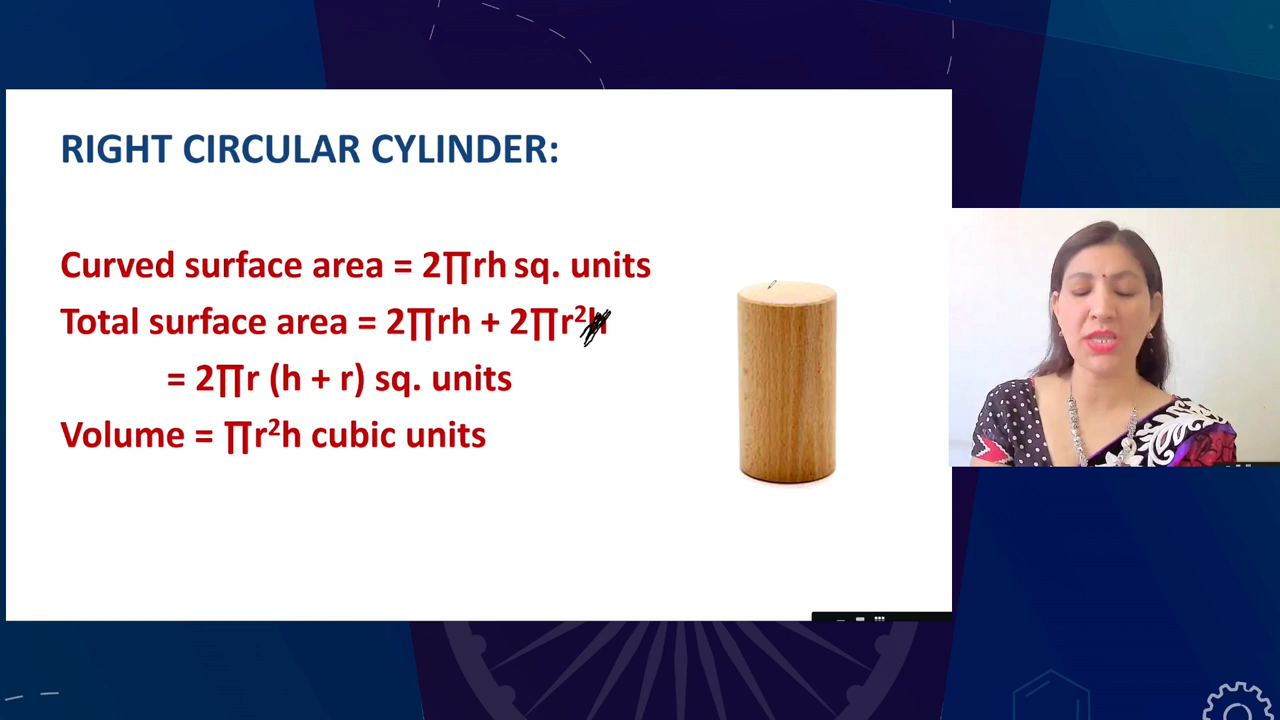 RIGHT CIRCULAR CYLINDER:
Curved surface area = 2∏rh sq. units
Total surface area = 2∏rh + 2∏r²
= 2∏r (h + r) sq. units
Volume = ∏r²h cubic units